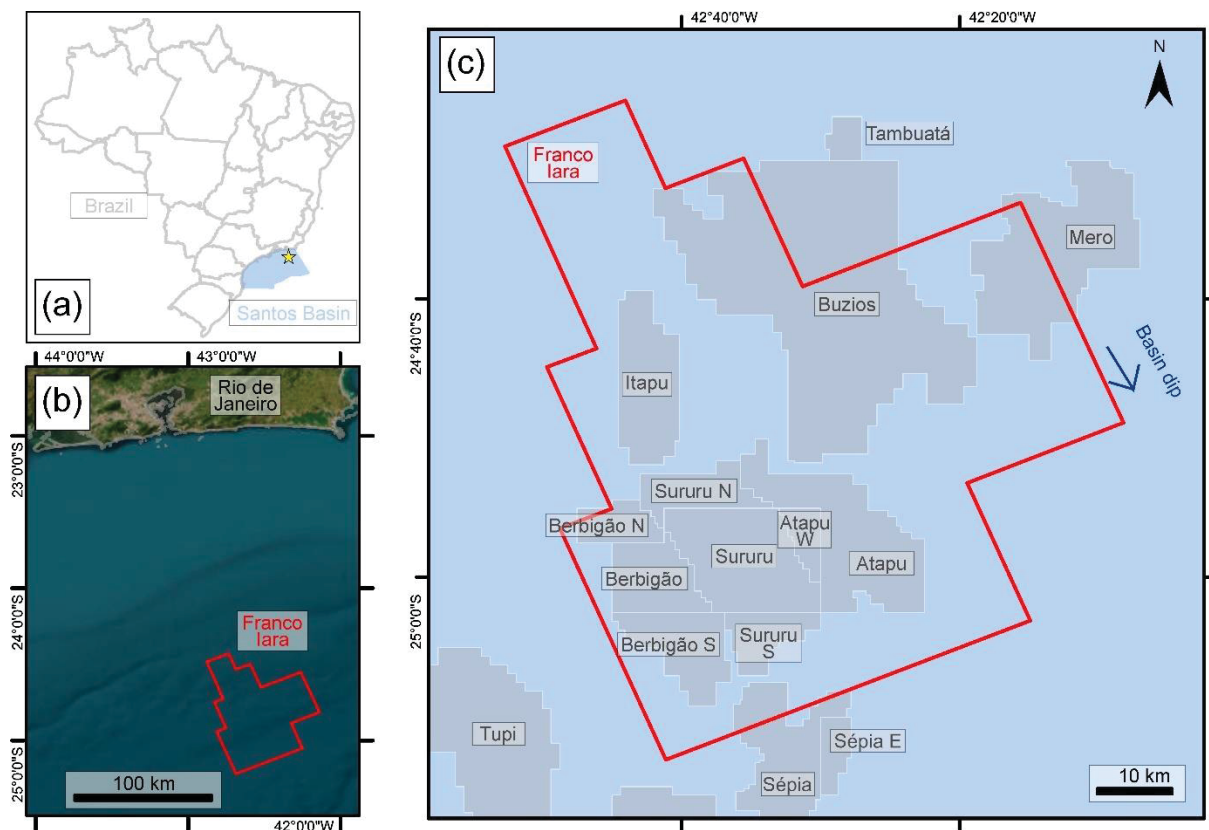 (a)
Brazil
Santos Basin
44°0'0"W
43°0'0"W
(b)
Rio de
Janeiro
23°0'0"S
24°0'0"S
Franco
Iara
25°0'0"S
100 km
42°0'0"W
42°40'0"W
42°20'0"W
(c)
N
Tambuatá
Franco
Iara
Mero
Buzios
24°40'0"S
Basin dip
Itapu
Sururu N
Berbigão N
Atapu
W
Sururu
Atapu
Berbigão
25°0'0"S
Berbigão S
Sururu
S
Tupi
Sépia E
Sépia
10 km